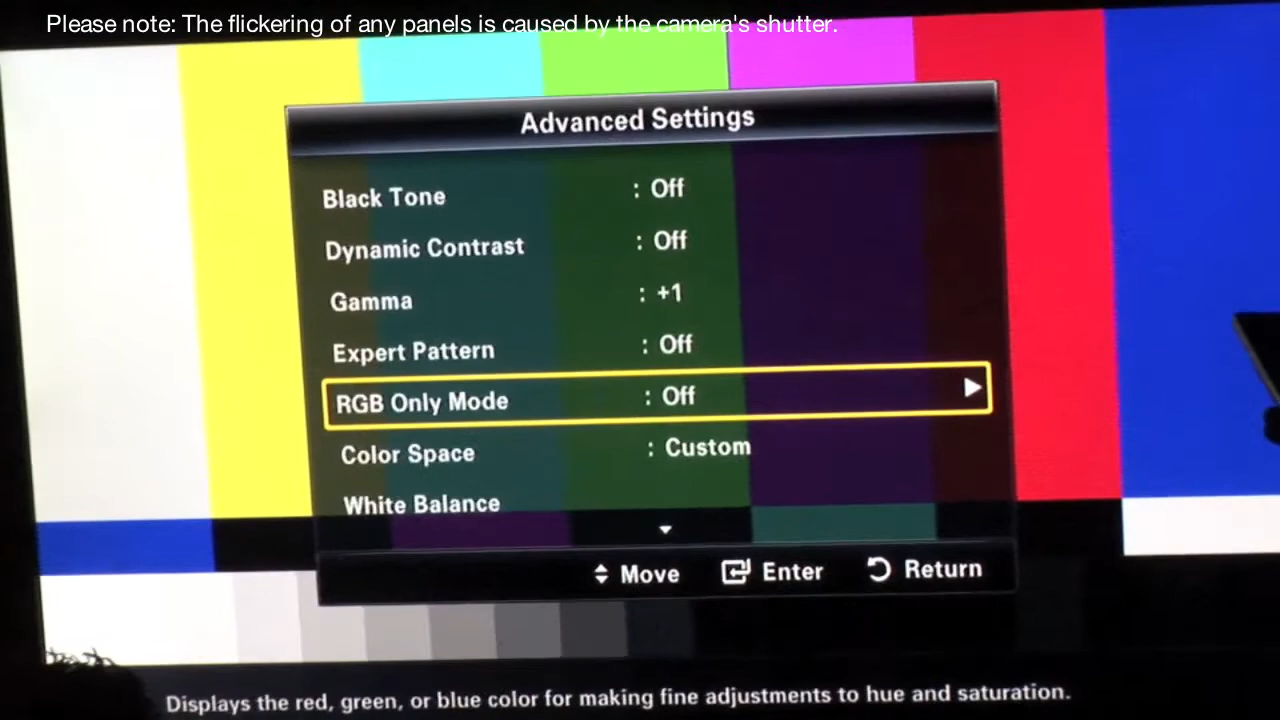 Please note: The flickering of any panels is caused by the camera's shutter.
Advanced Settings
Black Tone : Off
Dynamic Contrast : Off
Gamma : +1
Expert Pattern : Off
RGB Only Mode : Off
Color Space : Custom
White Balance
Move Enter Return
Displays the red, green, or blue color for making fine adjustments to hue and saturation.